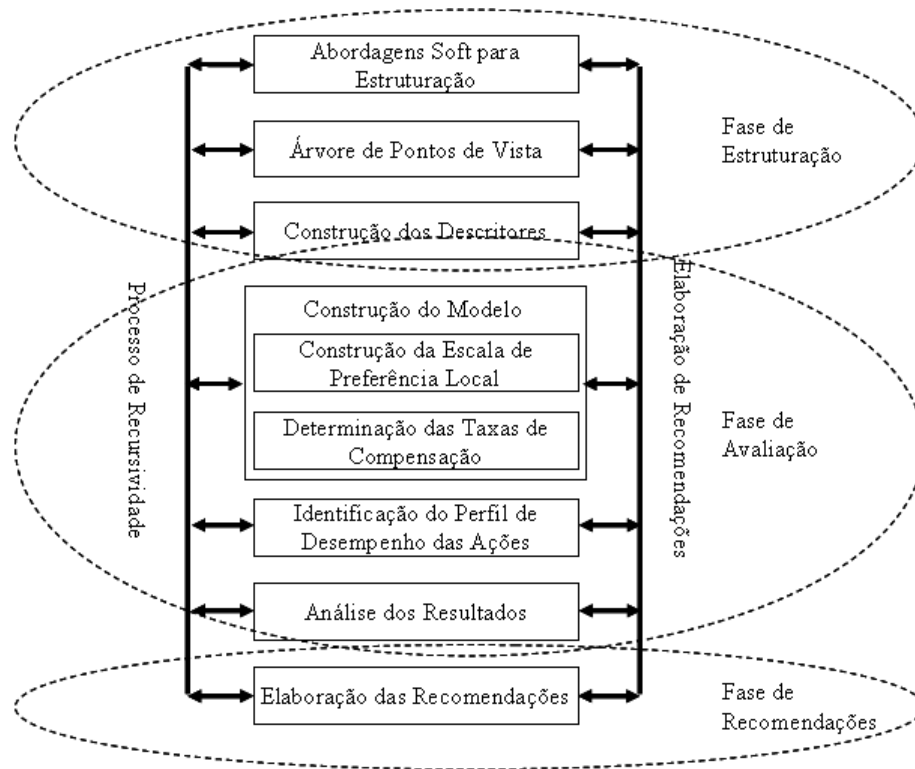 Abordagens Soft para
Estruturação
Árvore de Pontos de Vista
Fase de
Estruturação
Construção dos Descritores
Processo de Recursividade
Elaboração de Recomendações
Construção do Modelo
Construção da Escala de
Preferência Local
Determinação das Taxas de
Compensação
Fase de
Avaliação
Identificação do Perfil de
Desempenho das Ações
Análise dos Resultados
Elaboração das Recomendações
Fase de
Recomendações